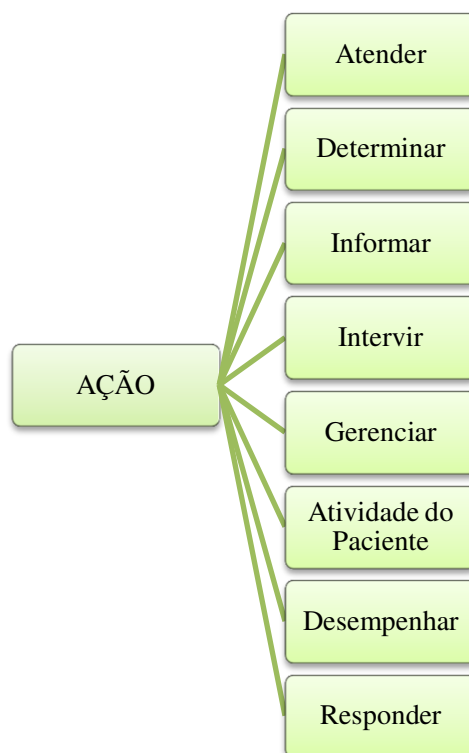 AÇÃO
Atender
Determinar
Informar
Intervir
Gerenciar
Atividade do
Paciente
Desempenhar
Responder